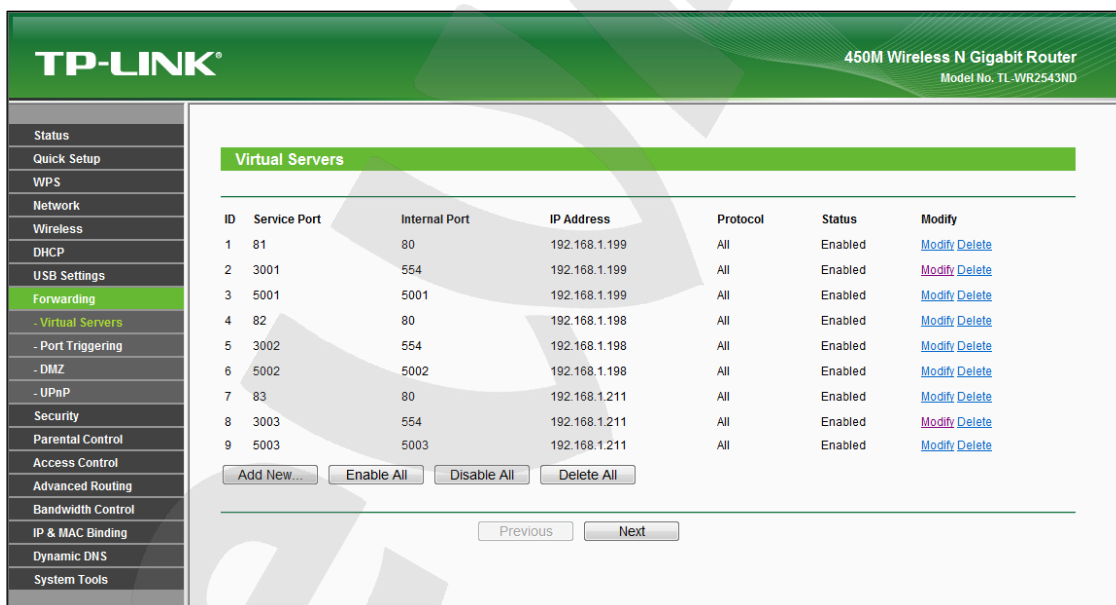 TP-LINK®
450M Wireless N Gigabit Router
Model No. TL-WR2543ND
Status
Quick Setup
WPS
Network
Wireless
DHCP
USB Settings
Forwarding
- Virtual Servers
- Port Triggering
- DMZ
- UPnP
Security
Parental Control
Access Control
Advanced Routing
Bandwidth Control
IP & MAC Binding
Dynamic DNS
System Tools
Virtual Servers
ID Service Port Internal Port IP Address Protocol Status Modify
1 81 80 192.168.1.199 All Enabled Modify Delete
2 3001 554 192.168.1.199 All Enabled Modify Delete
3 5001 5001 192.168.1.199 All Enabled Modify Delete
4 82 80 192.168.1.198 All Enabled Modify Delete
5 3002 554 192.168.1.198 All Enabled Modify Delete
6 5002 5002 192.168.1.198 All Enabled Modify Delete
7 83 80 192.168.1.211 All Enabled Modify Delete
8 3003 554 192.168.1.211 All Enabled Modify Delete
9 5003 5003 192.168.1.211 All Enabled Modify Delete
Add New... Enable All Disable All Delete All
Previous Next